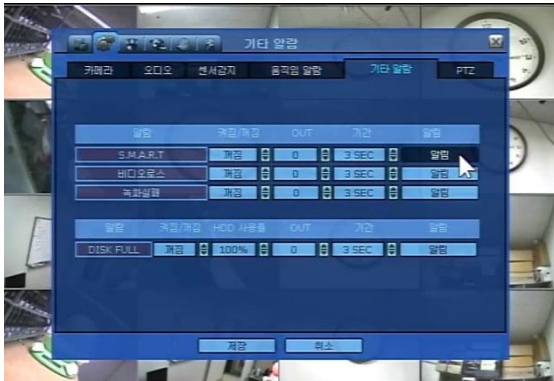 기타 알람
카메라 오디오 센서감지 움직임 알람 기타 알람 PTZ
알람 켜짐/꺼짐 OUT 기간 알림
S.M.A.R.T 꺼짐 0 3 SEC 알림
비디오로스 꺼짐 0 3 SEC 알림
녹화실패 꺼짐 0 3 SEC 알림
알람 켜짐/꺼짐 HDD 사용률 OUT 기간 알림
DISK FULL 꺼짐 100% 0 3 SEC 알림
저장 취소